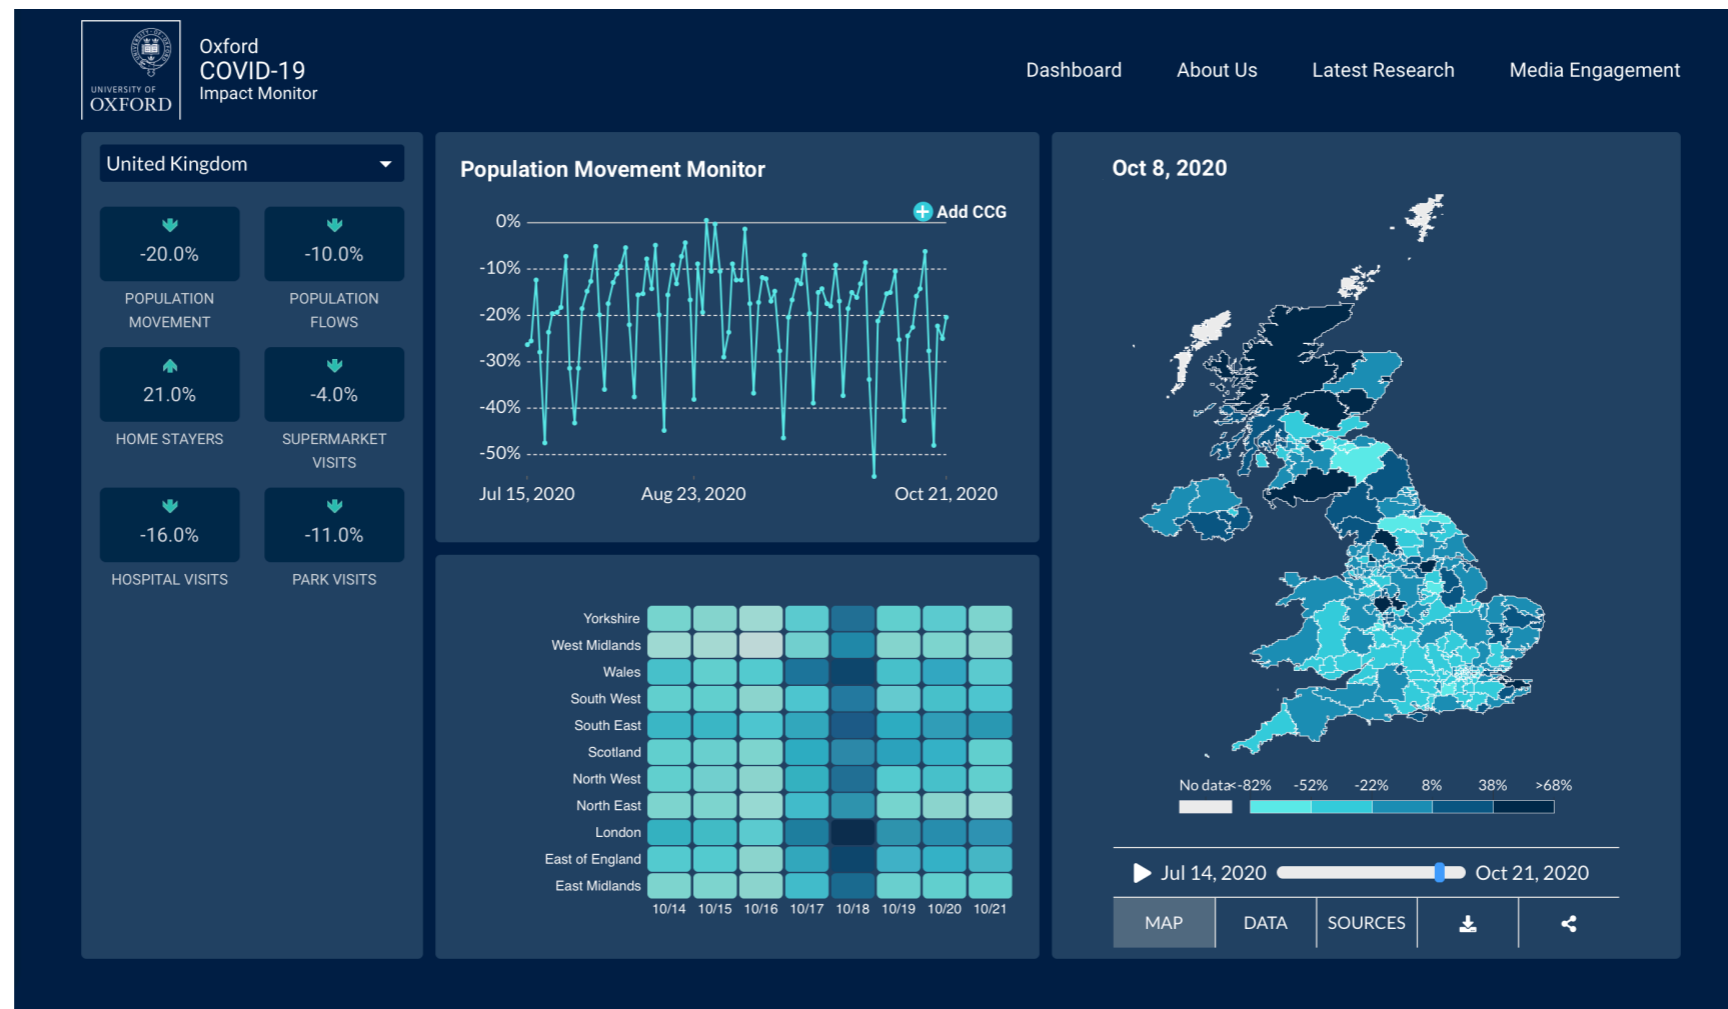 UNIVERSITY OF
OXFORD
Oxford
COVID-19
Impact Monitor
Dashboard
About Us
Latest Research
Media Engagement
United Kingdom
-20.0%
POPULATION
MOVEMENT
-10.0%
POPULATION
FLOWS
21.0%
HOME STAYERS
-4.0%
SUPERMARKET
VISITS
-16.0%
HOSPITAL VISITS
-11.0%
PARK VISITS
Population Movement Monitor
Add CCG
0%
-10%
-20%
-30%
-40%
-50%
Jul 15, 2020
Aug 23, 2020
Oct 21, 2020
Yorkshire
West Midlands
Wales
South West
South East
Scotland
North West
North East
London
East of England
East Midlands
10/14 10/15 10/16 10/17 10/18 10/19 10/20 10/21
Oct 8, 2020
No data <-82% -52% -22% 8% 38% >68%
Jul 14, 2020
Oct 21, 2020
MAP
DATA
SOURCES